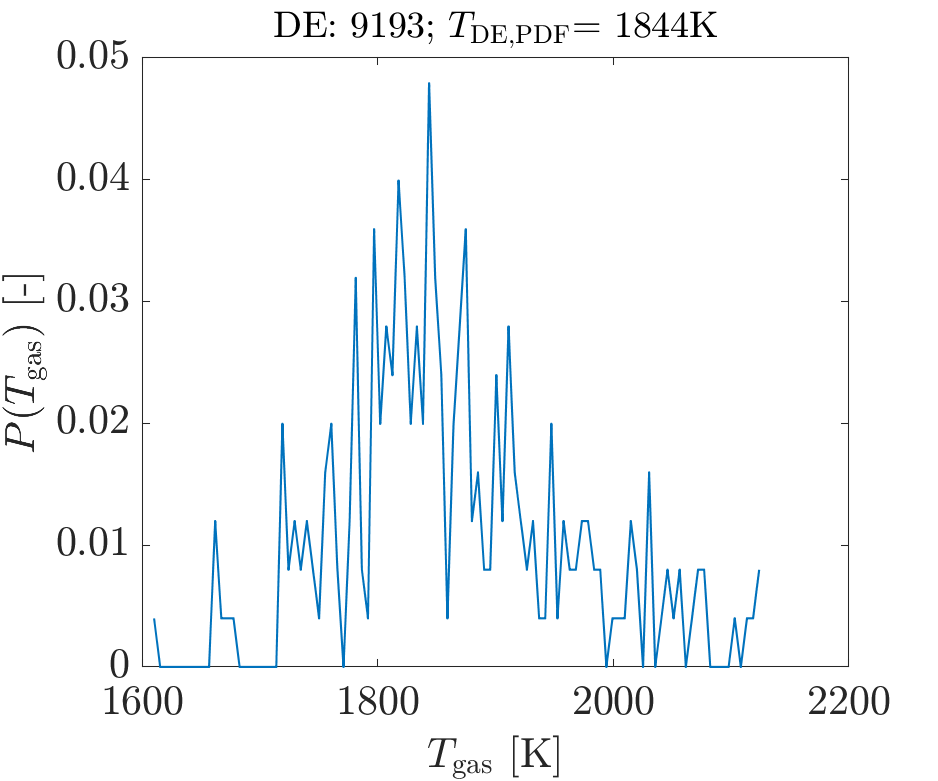 DE: 9193; T_DE,PDF= 1844K
0.05
0.04
0.03
0.02
0.01
0
P(T_gas) [-]
1600 1800 2000 2200
T_gas [K]